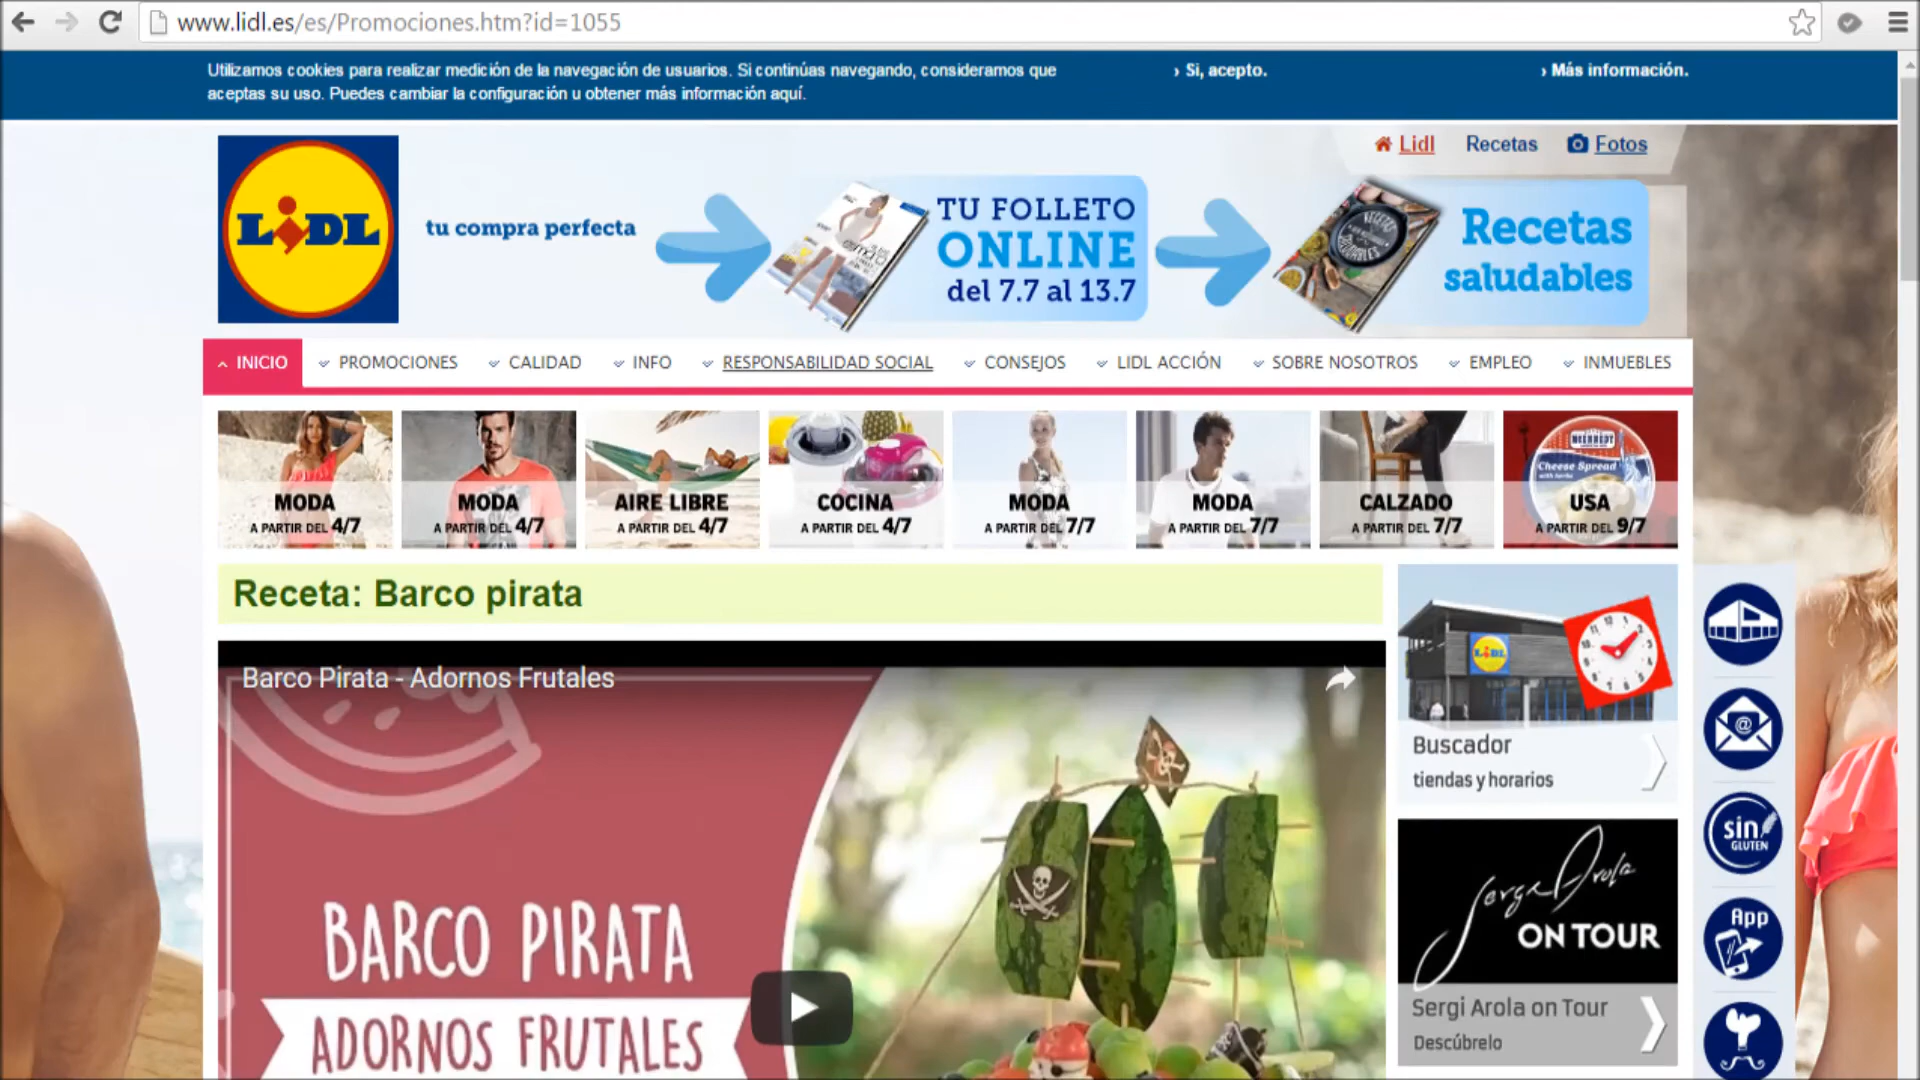 www.lidl.es/es/Promociones.htm?id=1055
Utilizamos cookies para realizar medición de la navegación de usuarios. Si continúas navegando, consideramos que
aceptas su uso. Puedes cambiar la configuración u obtener más información aquí.
› Si, acepto.
› Más información.
Lidl Recetas Fotos
LIDL
tu compra perfecta
TU FOLLETO
ONLINE
del 7.7 al 13.7
Recetas
saludables
INICIO PROMOCIONES CALIDAD INFO RESPONSABILIDAD SOCIAL CONSEJOS LIDL ACCIÓN SOBRE NOSOTROS EMPLEO INMUEBLES
MODA
A PARTIR DEL 4/7
MODA
A PARTIR DEL 4/7
AIRE LIBRE
A PARTIR DEL 4/7
COCINA
A PARTIR DEL 4/7
MODA
A PARTIR DEL 7/7
MODA
A PARTIR DEL 7/7
CALZADO
A PARTIR DEL 7/7
Cheese Spread
USA
A PARTIR DEL 9/7
Receta: Barco pirata
Barco Pirata - Adornos Frutales
BARCO PIRATA
ADORNOS FRUTALES
LIDL
Buscador
tiendas y horarios
Sergi Arola
ON TOUR
Sergi Arola on Tour
Descúbrelo
@
sin
GLUTEN
App